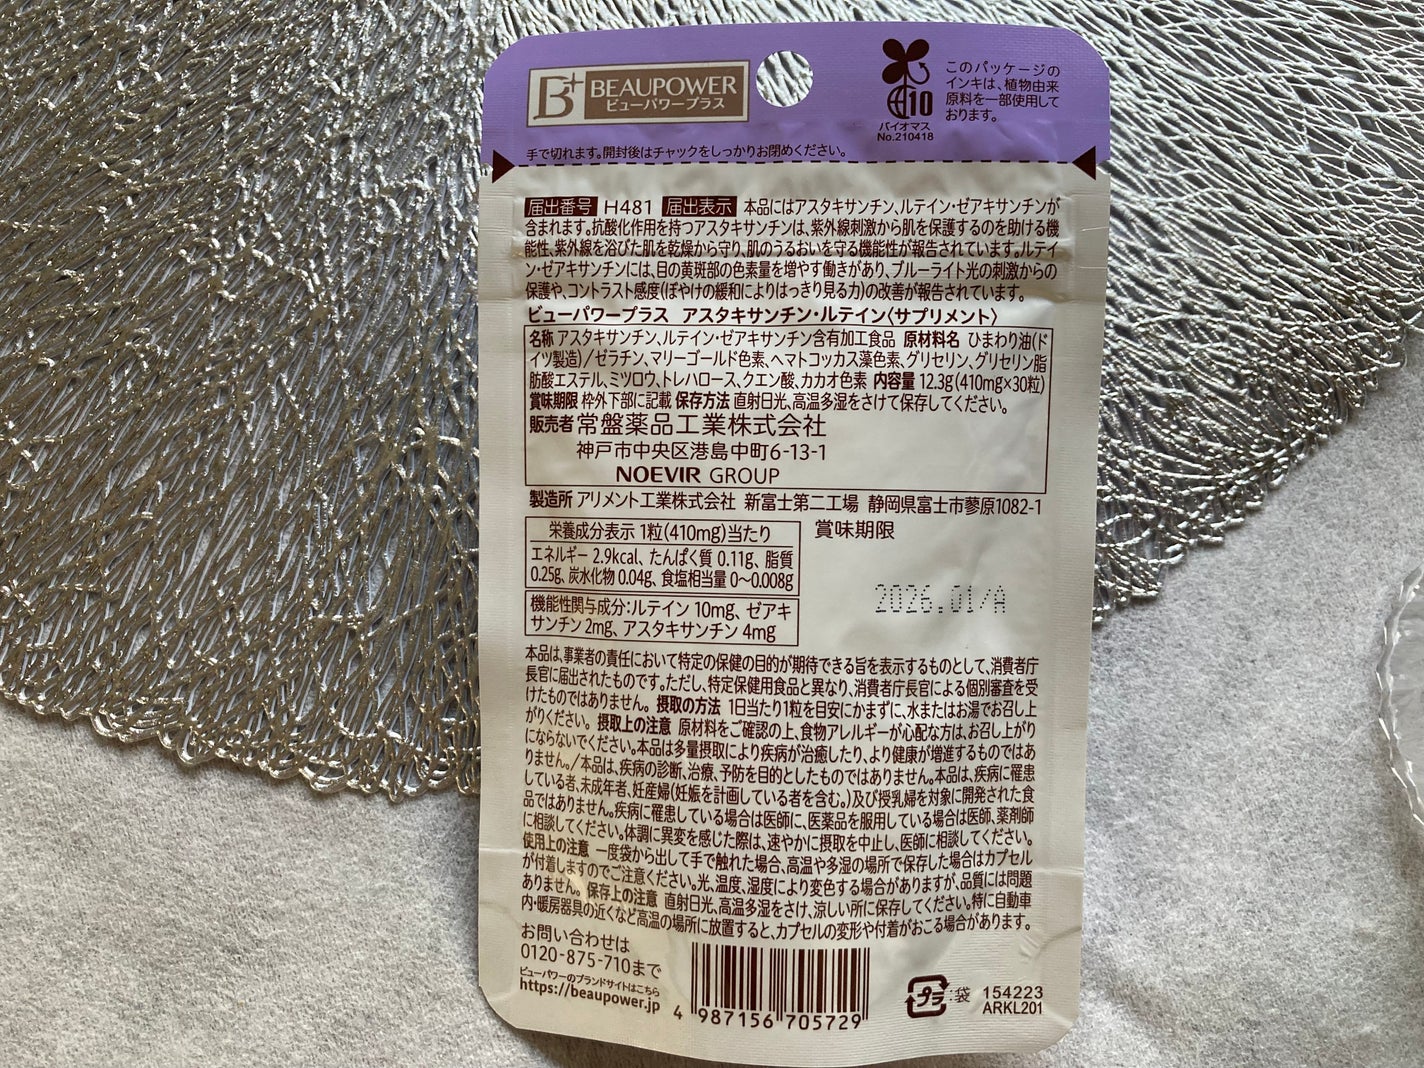 B+ BEAUPOWER
ビューパワープラス
10
バイオマス
No.210418
このパッケージの
インキは、植物由来
原料を一部使用して
おります。
手で切れます。開封後はチャックをしっかりお閉めください。
届出番号 H481 届出表示 本品にはアスタキサンチン、ルテイン・ゼアキサンチンが
含まれます。抗酸化作用を持つアスタキサンチンは、紫外線刺激から肌を保護するのを助ける機
能性、紫外線を浴びた肌を乾燥から守り、肌のうるおいを守る機能性が報告されています。ルテイ
ン・ゼアキサンチンには、目の黄斑部の色素量を増やす働きがあり、ブルーライト光の刺激からの
保護や、コントラスト感度(ぼやけの緩和によりはっきり見る力)の改善が報告されています。
ビューパワープラス アスタキサンチン・ルテイン〈サプリメント〉
名称 アスタキサンチン、ルテイン・ゼアキサンチン含有加工食品 原材料名 ひまわり油(ド
イツ製造)/ゼラチン、マリーゴールド色素、ヘマトコッカス藻色素、グリセリン、グリセリン脂
肪酸エステル、ミツロウ、トレハロース、クエン酸、カカオ色素 内容量 12.3g(410mg×30粒)
賞味期限 枠外下部に記載 保存方法 直射日光、高温多湿をさけて保存してください。
販売者 常盤薬品工業株式会社
神戸市中央区港島中町6-13-1
NOEVIR GROUP
製造所 アリメント工業株式会社 新富士第二工場 静岡県富士市蓼原1082-1
栄養成分表示 1粒(410mg)当たり
エネルギー 2.9kcal、たんぱく質 0.11g、脂質
0.25g、炭水化物 0.04g、食塩相当量 0〜0.008g
機能性関与成分:ルテイン 10mg、ゼアキ
サンチン 2mg、アスタキサンチン 4mg
賞味期限
2026.01/A
本品は、事業者の責任において特定の保健の目的が期待できる旨を表示するものとして、消費者庁
長官に届出されたものです。ただし、特定保健用食品と異なり、消費者庁長官による個別審査を受
けたものではありません。 摂取の方法 1日当たり1粒を目安にかまずに、水またはお湯でお召し上
がりください。 摂取上の注意 原材料をご確認の上、食物アレルギーが心配な方は、お召し上がり
にならないでください。本品は多量摂取により疾病が治癒したり、より健康が増進するものではあ
りません。/本品は、疾病の診断、治療、予防を目的としたものではありません。本品は、疾病に罹患
している者、未成年者、妊産婦(妊娠を計画している者を含む。)及び授乳婦を対象に開発された食
品ではありません。疾病に罹患している場合は医師に、医薬品を服用している場合は医師、薬剤師
に相談してください。体調に異変を感じた際は、速やかに摂取を中止し、医師に相談してください。
使用上の注意 一度袋から出して手で触れた場合、高温や多湿の場所で保存した場合はカプセル
が付着しますのでご注意ください。光、温度、湿度により変色する場合がありますが、品質には問題
ありません。 保存上の注意 直射日光、高温多湿をさけ、涼しい所に保存してください。特に自動車
内・暖房器具の近くなど高温の場所に放置すると、カプセルの変形や付着がおこる場合があります。
お問い合わせは
0120-875-710まで
ビューパワーのブランドサイトはこちら
https://beaupower.jp
4 987156 705729
プラ :袋
154223
ARKL201